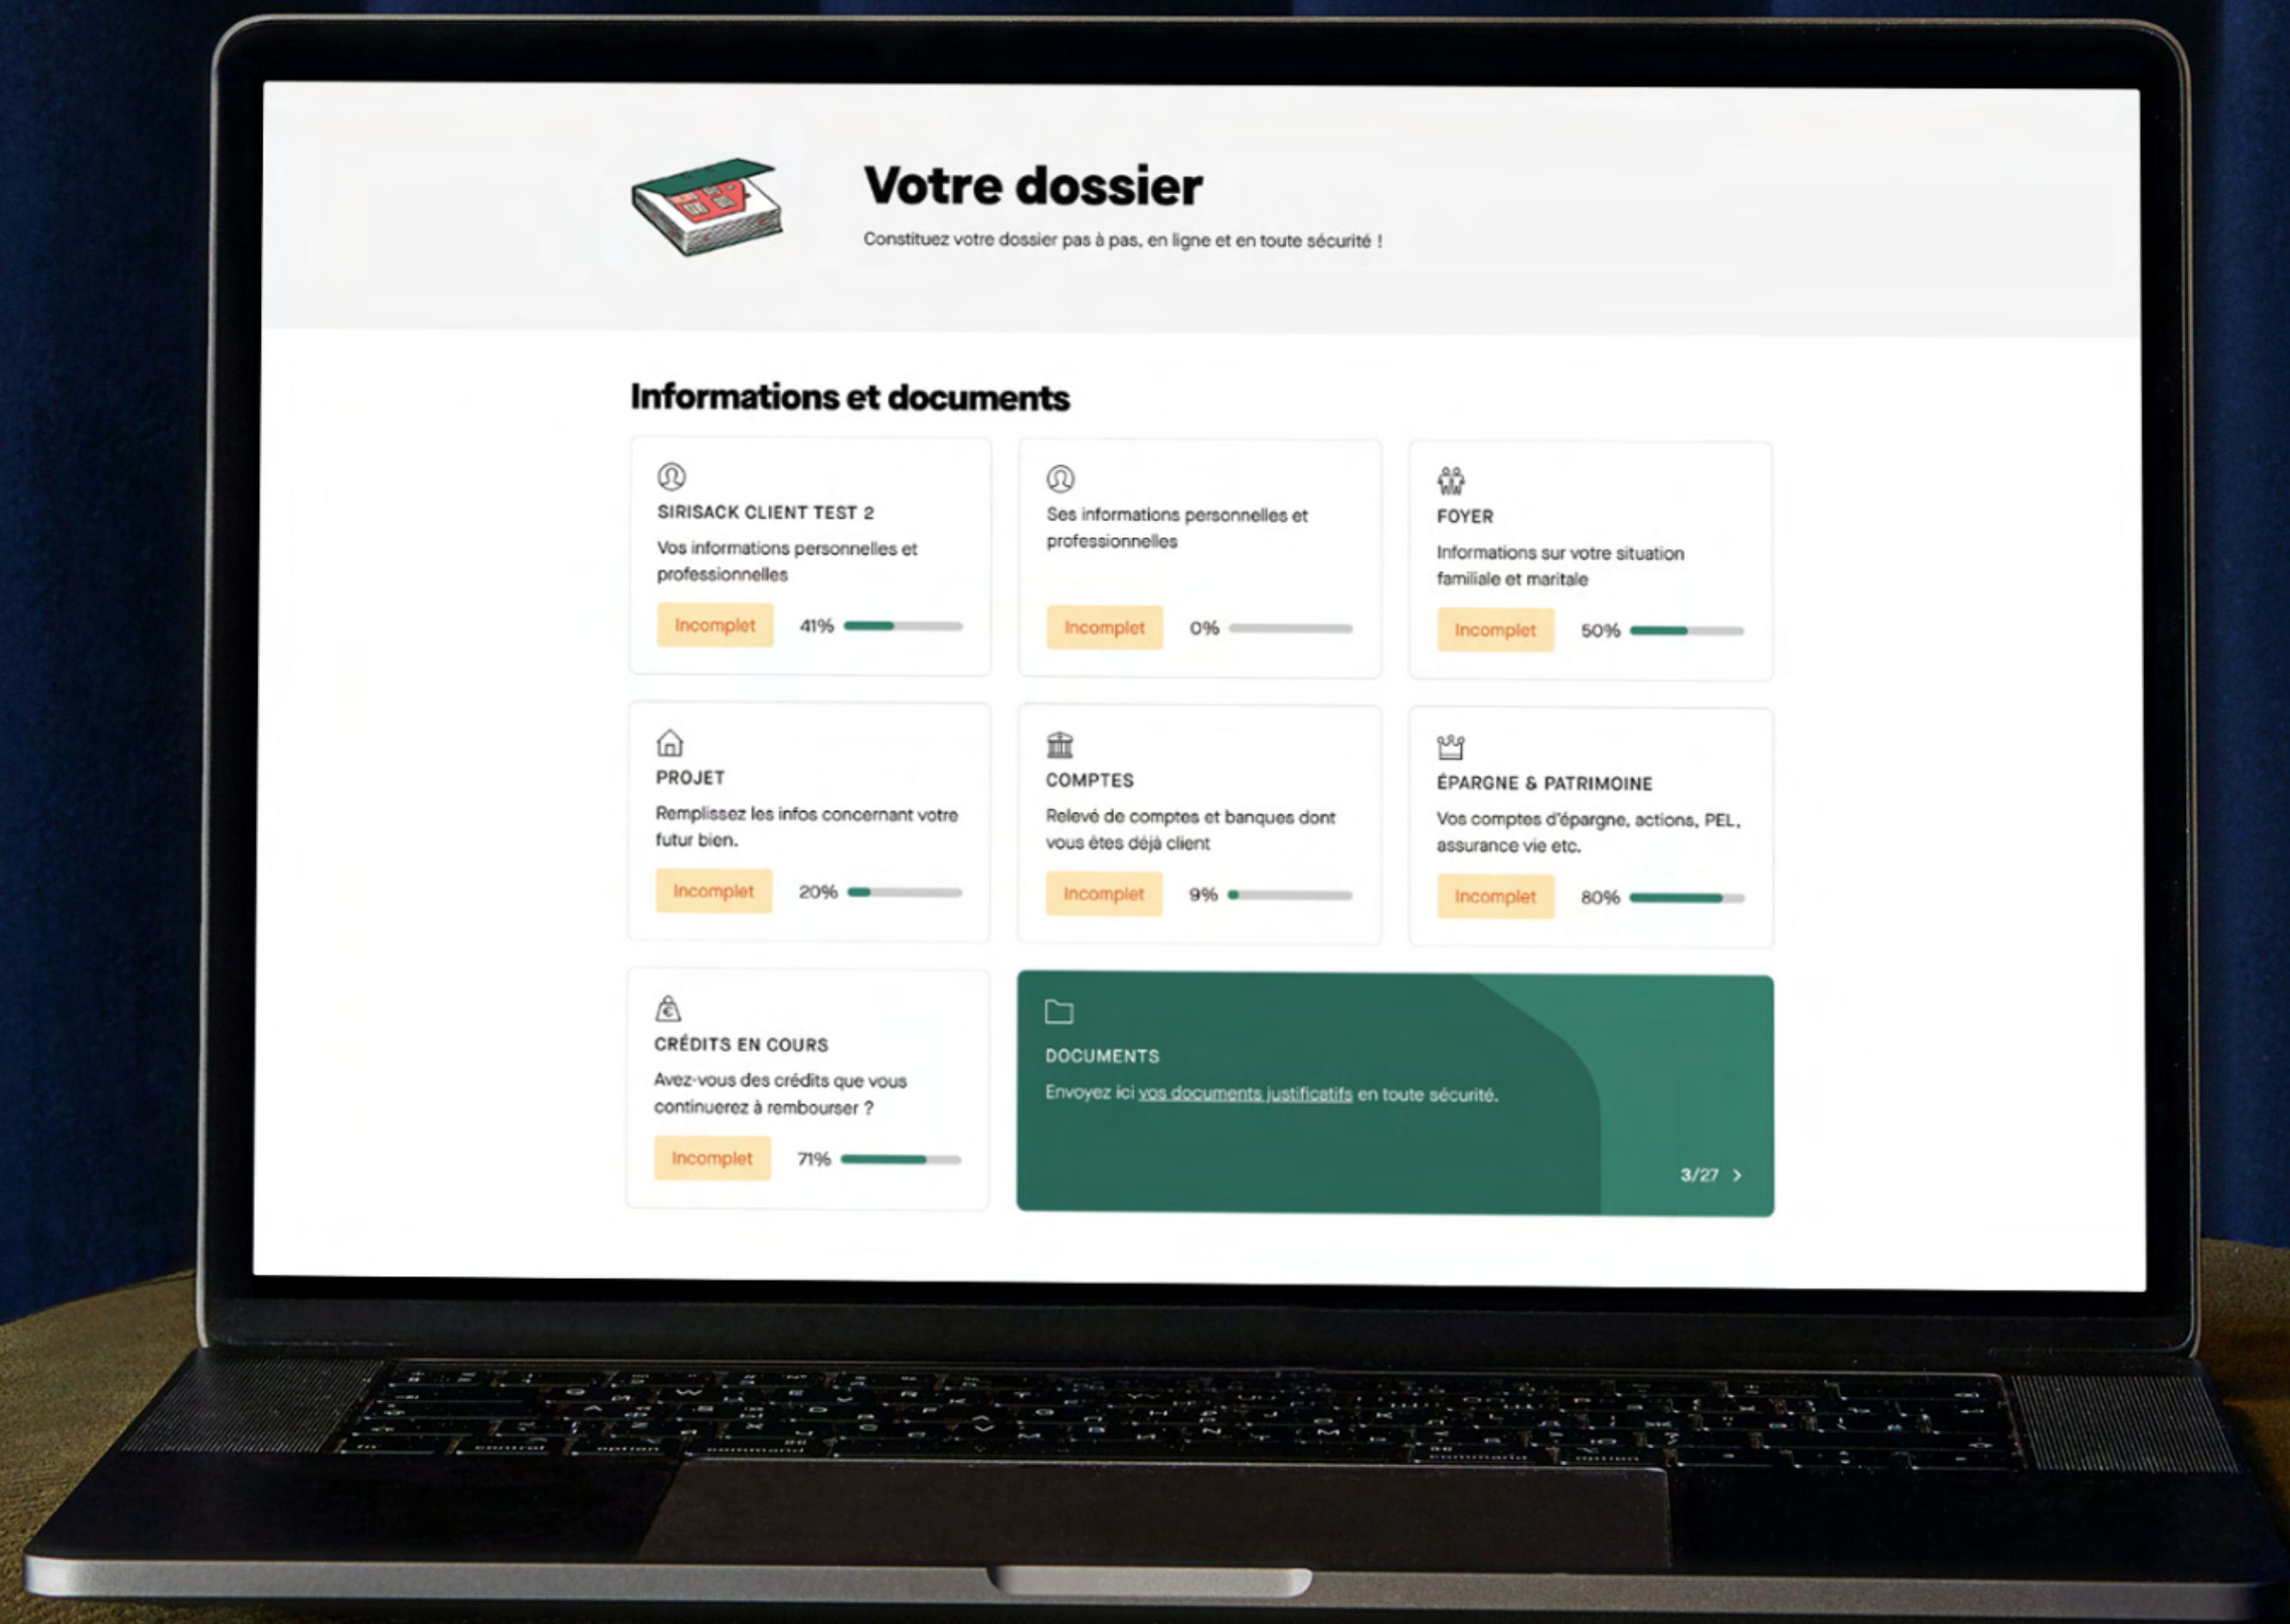 Votre dossier
Constituez votre dossier pas à pas, en ligne et en toute sécurité !
Informations et documents
SIRISACK CLIENT TEST 2
Vos informations personnelles et
professionnelles
Incomplet 41%
Ses informations personnelles et
professionnelles
Incomplet 0%
FOYER
Informations sur votre situation
familiale et maritale
Incomplet 50%
PROJET
Remplissez les infos concernant votre
futur bien.
Incomplet 20%
COMPTES
Relevé de comptes et banques dont
vous êtes déjà client
Incomplet 9%
ÉPARGNE & PATRIMOINE
Vos comptes d'épargne, actions, PEL,
assurance vie etc.
Incomplet 80%
CRÉDITS EN COURS
Avez-vous des crédits que vous
continuerez à rembourser ?
Incomplet 71%
DOCUMENTS
Envoyez ici vos documents justificatifs en toute sécurité.
3/27 >
control option command command option